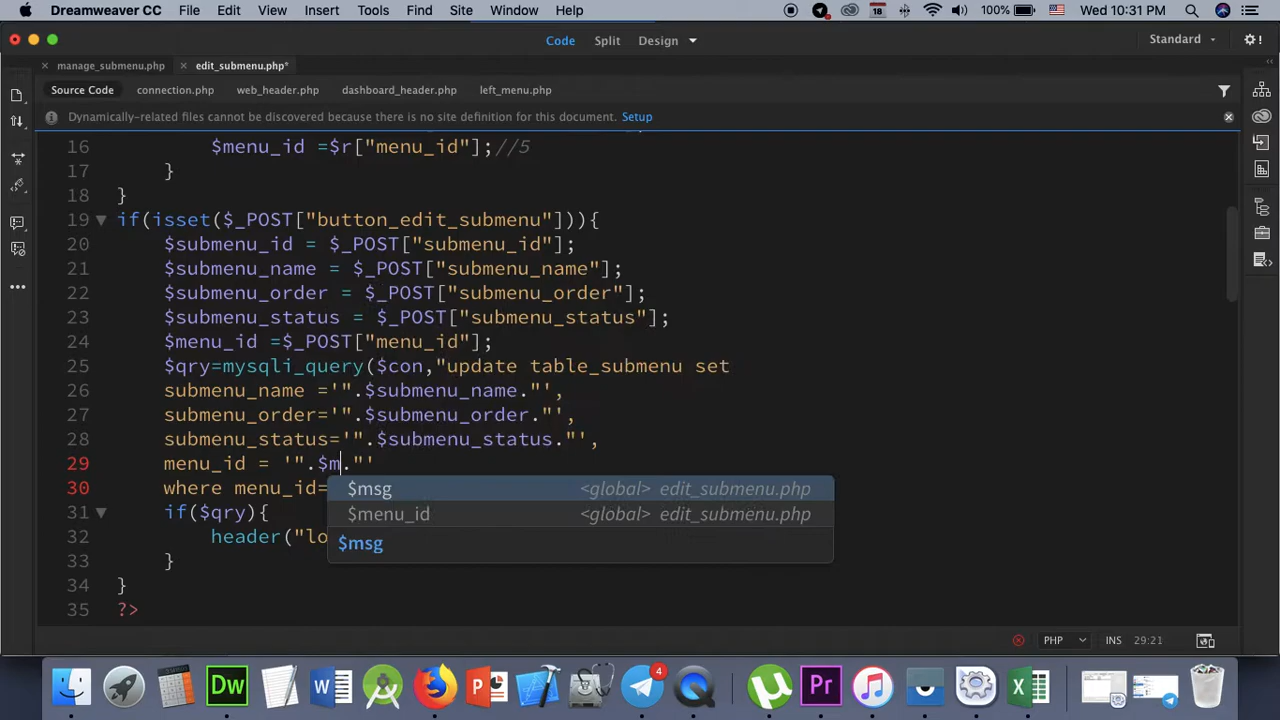 Dreamweaver CC File Edit View Insert Tools Find Site Window Help 18 100% Wed 10:31 PM
Code Split Design Standard
manage_submenu.php edit_submenu.php*
Source Code connection.php web_header.php dashboard_header.php left_menu.php
Dynamically-related files cannot be discovered because there is no site definition for this document. Setup
16 $menu_id =$r["menu_id"];//5
17 }
18 }
19 if(isset($_POST["button_edit_submenu"])){
20 $submenu_id = $_POST["submenu_id"];
21 $submenu_name = $_POST["submenu_name"];
22 $submenu_order = $_POST["submenu_order"];
23 $submenu_status = $_POST["submenu_status"];
24 $menu_id =$_POST["menu_id"];
25 $qry=mysqli_query($con,"update table_submenu set
26 submenu_name ='".$submenu_name."',
27 submenu_order='".$submenu_order."',
28 submenu_status='".$submenu_status."',
29 menu_id = '".$m."'
$msg <global> edit_submenu.php
30 where menu_id=
$menu_id <global> edit_submenu.php
31 if($qry){
$msg
32 header("lo
33 }
34 }
35 ?>
PHP INS 29:21
Dw W P 4 Pr X